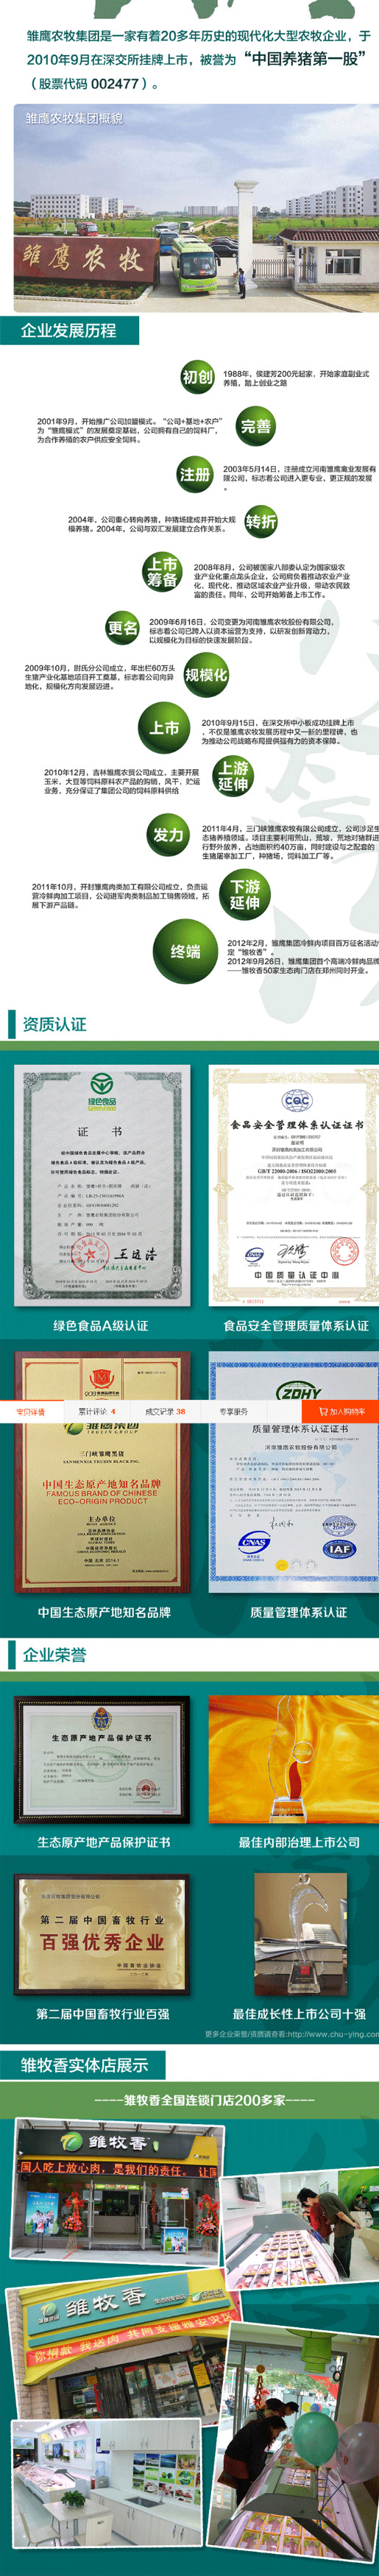 雏鹰农牧集团是一家有着20多年历史的现代化大型农牧企业，于
2010年9月在深交所挂牌上市，被誉为“中国养猪第一股”
（股票代码 002477）。
雏鹰农牧集团概貌
雏鹰农牧
企业发展历程
初创
1988年，侯建芳200元起家，开始家庭副业式
养殖，踏上创业之路
2001年9月，开始推广公司加盟模式。“公司+基地+农户”
为“雏鹰模式”的发展奠定基础，公司拥有自己的饲料厂，
为合作养殖的农户供应安全饲料。
完善
注册
2003年5月14日，注册成立河南雏鹰禽业发展有
限公司，标志着公司进入更专业，更正规的发展
。
2004年，公司重心转向养猪，种猪场建成并开始大规
模养猪。2004年，公司与双汇发展建立合作关系。
转折
上市
筹备
2008年8月，公司被国家八部委认定为国家级农
业产业化重点龙头企业，公司肩负着推动农业产业
化，现代化，推动区域农业产业升级，带动农民致
富的责任。同年，公司开始筹备上市工作。
更名
2009年6月16日，公司变更为河南雏鹰农牧股份有限公司，
标志着公司已跨入以资本运营为支持，以研发创新为动力，
以规模化为目标的快速发展阶段。
2009年10月，尉氏分公司成立，年出栏60万头
生猪产业化基地项目开工奠基，标志着公司向异
地化，规模化方向发展迈进。
规模化
上市
2010年9月15日，在深交所中小板成功挂牌上市
，不仅是雏鹰农牧发展历程中又一新的里程碑，也
为推动公司战略布局提供强有力的资本保障。
2010年12月，吉林雏鹰农贸公司成立，主要开展
玉米，大豆等饲料原料农产品的购销，风干，贮运
业务，充分保证了集团公司的饲料原料供给
上游
延伸
发力
2011年4月，三门峡雏鹰农牧有限公司成立，公司涉足生
态猪养殖领域，项目主要利用荒山，荒坡，荒地对猪群进
行野外放养，占地面积约40万亩，同时建设与之配套的
生猪屠宰加工厂，种猪场，饲料加工厂等。
2011年10月，开封雏鹰肉类加工有限公司成立，负责运
营冷鲜肉加工项目，公司进军肉类制品加工销售领域，拓
展下游产品链。
下游
延伸
终端
2012年2月，雏鹰集团冷鲜肉项目百万征名活动
定“雏牧香”。
2012年9月26日，雏鹰集团首个高端冷鲜肉品牌
——雏牧香50家生态肉门店在郑州同时开业。
资质认证
绿色食品
证 书
CQC
食品安全管理体系认证证书
GB/T 22000-2006 / ISO22000:2005
中国质量认证中心
绿色食品A级认证
食品安全管理质量体系认证
宝贝详情
累计评论 4
成交记录 38
专享服务
加入购物车
雏鹰集团
三门峡雏鹰黑店
中国生态原产地知名品牌
FAMOUS BRAND OF CHINESE
ECO-ORIGIN PRODUCT
主办单位
中国 北京 2014.1
ZDHY
质量管理体系认证证书
河南雏鹰农牧股份有限公司
CNAS
IAF
中国生态原产地知名品牌
质量管理体系认证
企业荣誉
生态原产地产品保护证书
生态原产地产品保护证书
最佳内部治理上市公司
第二届中国畜牧行业
百强优秀企业
第二届中国畜牧行业百强
最佳成长性上市公司十强
更多企业荣誉/资牌请查看:http://www.chu-ying.com
雏牧香实体店展示
----雏牧香全国连锁门店200多家----
雏牧香
国人吃上放心肉，是我们的责任。 让国
雏牧香
你捐款 我送肉 共同支援雅安灾区